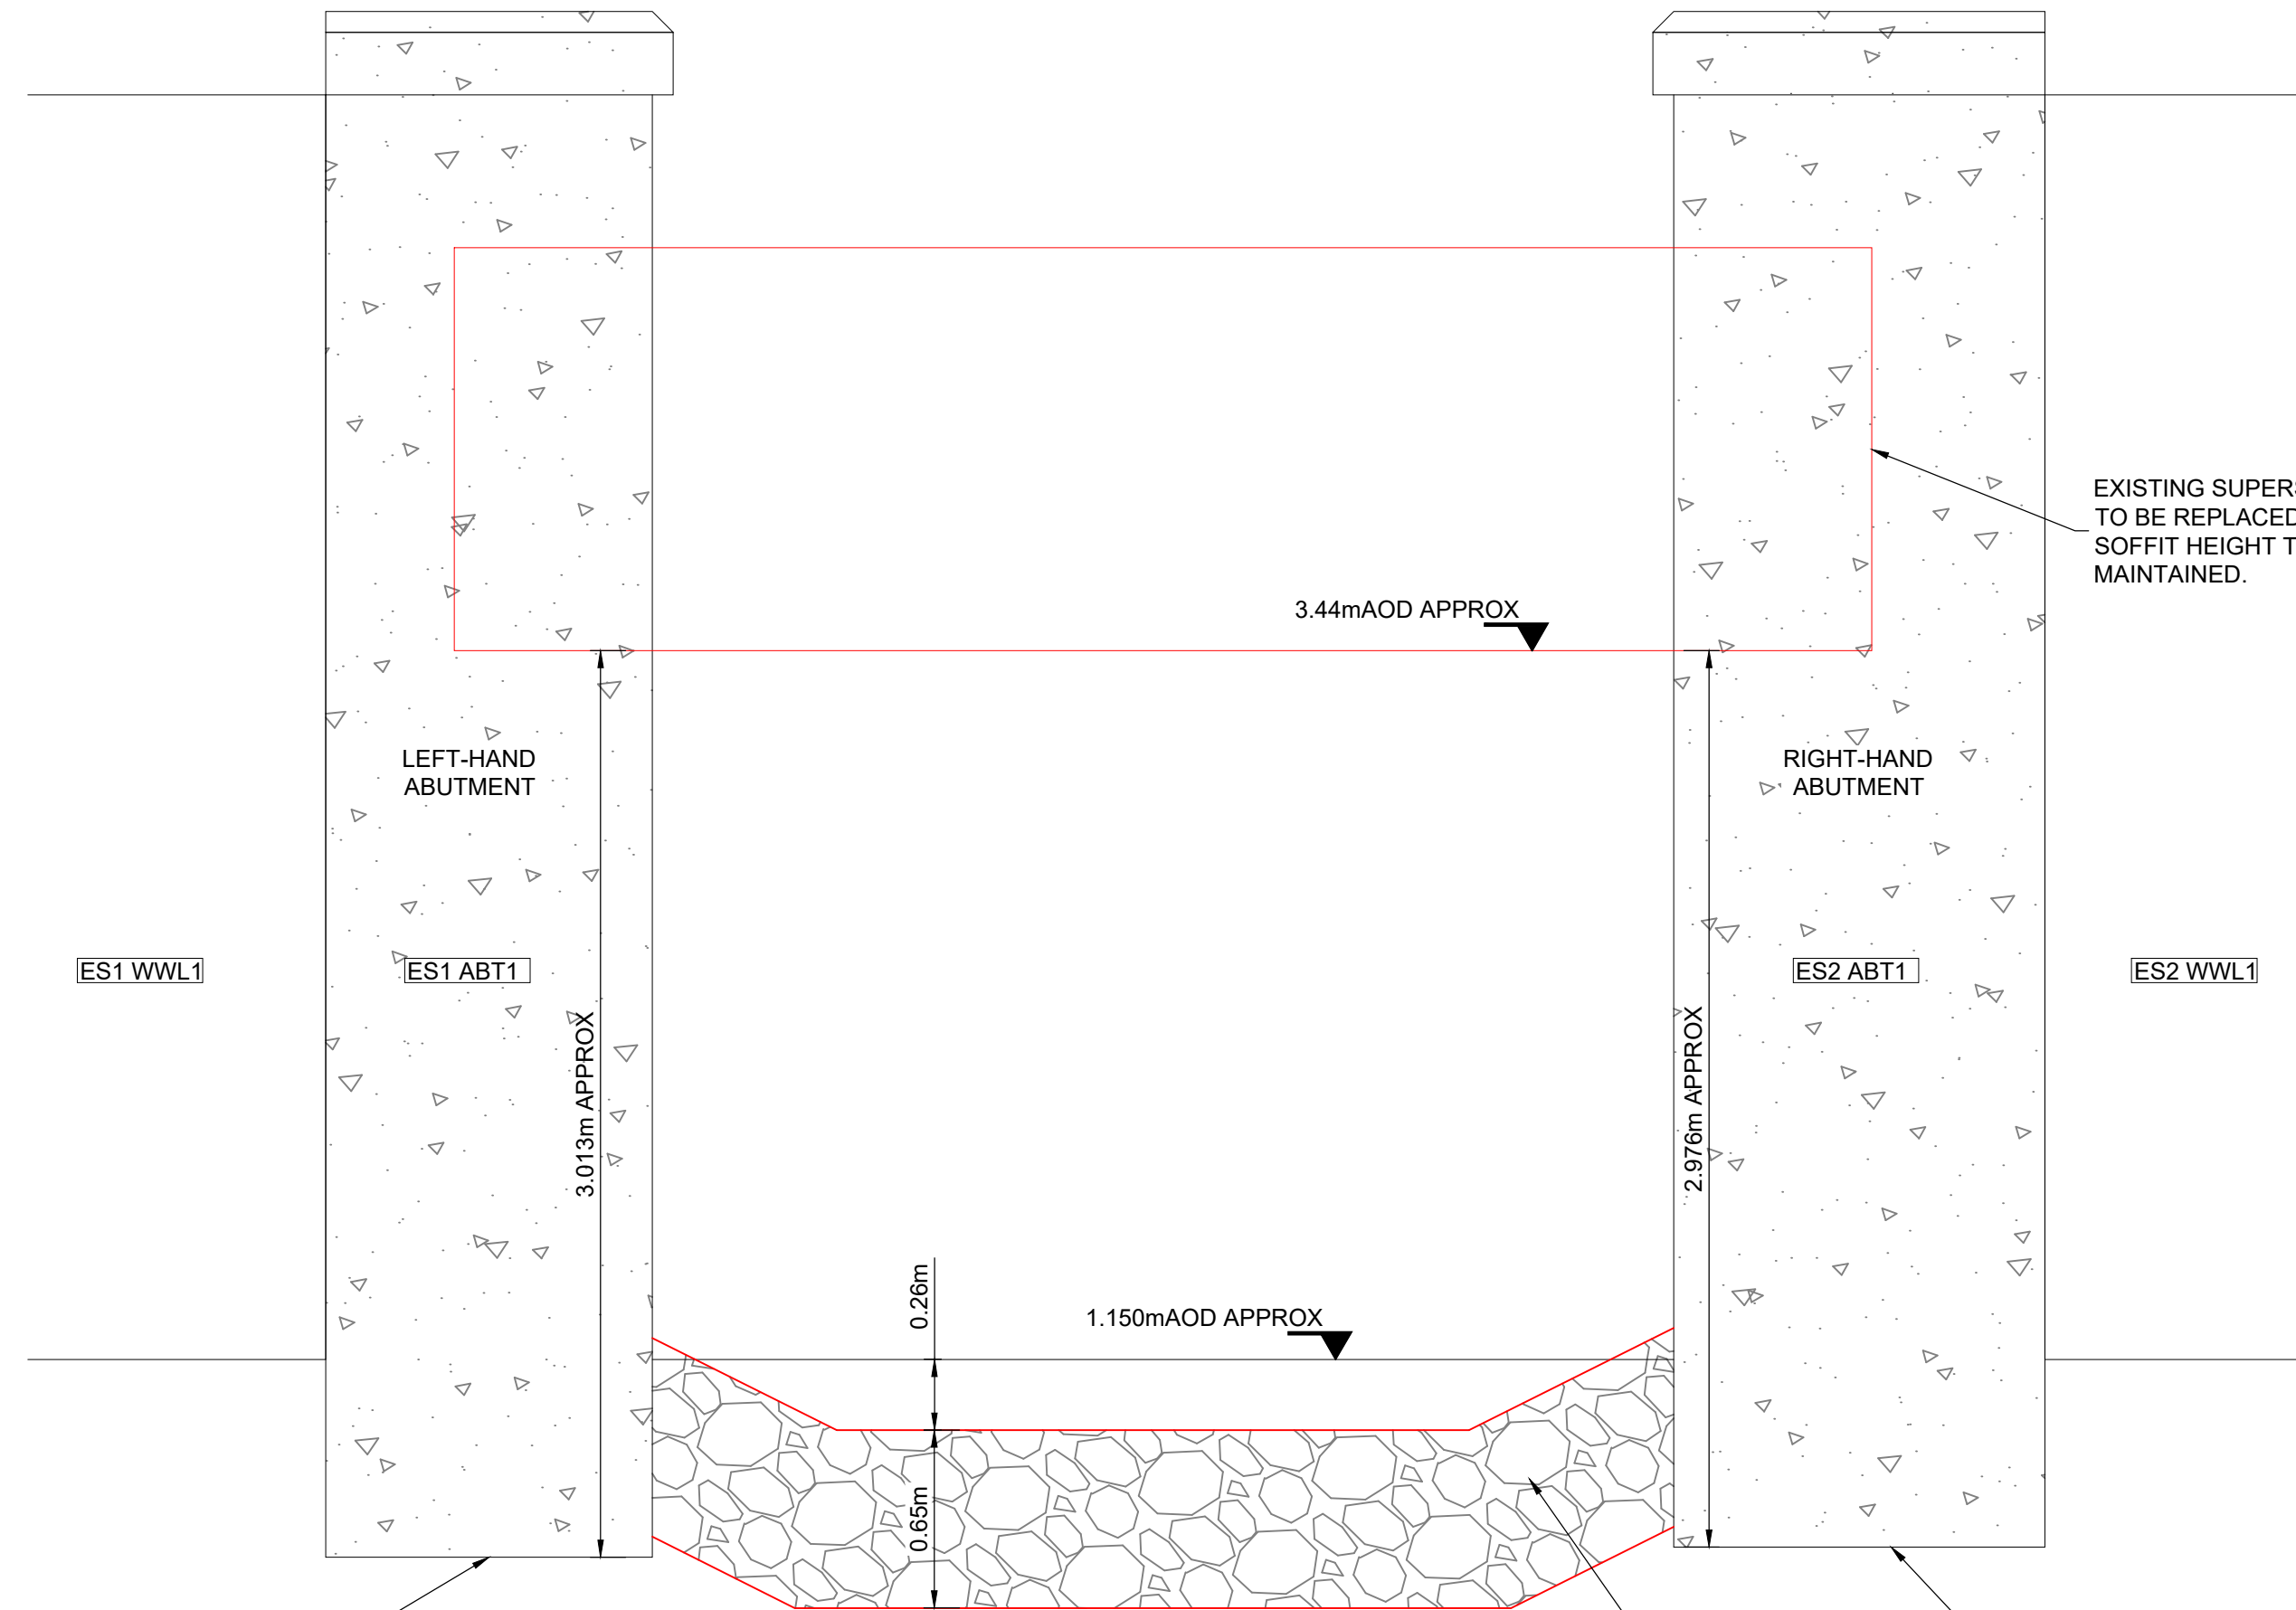 EXISTING SUPERS
TO BE REPLACED
SOFFIT HEIGHT T
MAINTAINED.
3.44mAOD APPROX
LEFT-HAND
ABUTMENT
RIGHT-HAND
ABUTMENT
ES1 WWL1
ES1 ABT1
ES2 ABT1
ES2 WWL1
3.013m APPROX
2.976m APPROX
0.26m
1.150mAOD APPROX
0.65m